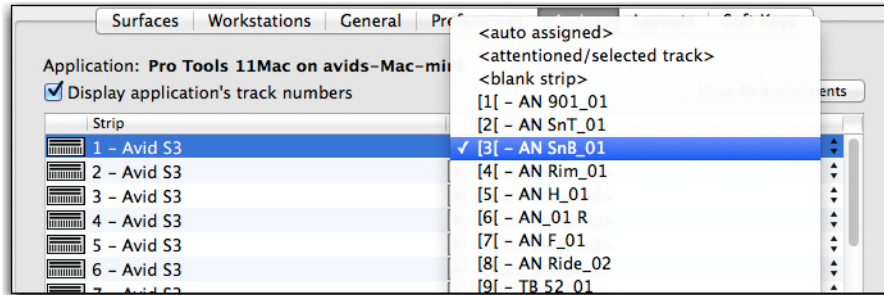 Surfaces Workstations General
Application: Pro Tools 11Mac on avids-Mac-mi
Display application's track numbers
Strip
1 - Avid S3
2 - Avid S3
3 - Avid S3
4 - Avid S3
5 - Avid S3
6 - Avid S3
<auto assigned>
<attentioned/selected track>
<blank strip>
[1[ - AN 901_01
[2[ - AN SnT_01
✓ [3[ - AN SnB_01
[4[ - AN Rim_01
[5[ - AN H_01
[6[ - AN_01 R
[7[ - AN F_01
[8[ - AN Ride_02
[9[ - TB 52_01